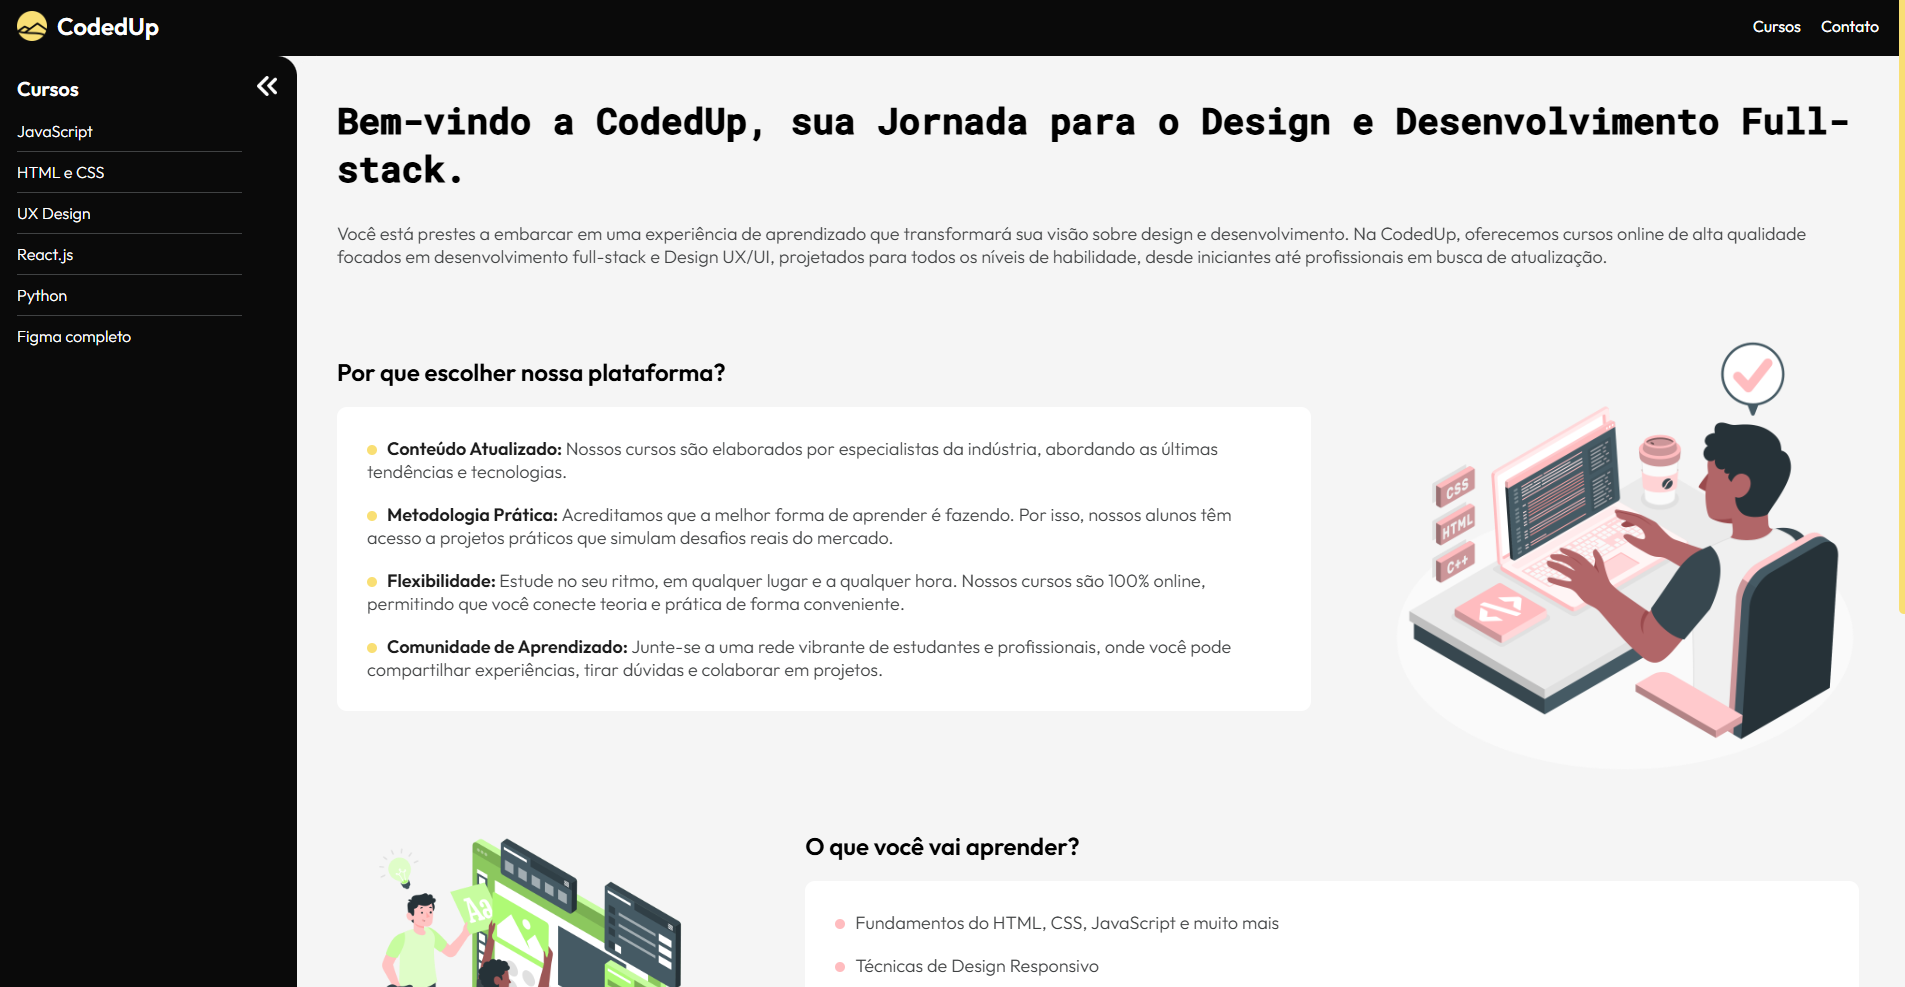 CodedUp
Cursos
Contato
Cursos
JavaScript
HTML e CSS
UX Design
React.js
Python
Figma completo
Bem-vindo a CodedUp, sua Jornada para o Design e Desenvolvimento Full-
stack.
Você está prestes a embarcar em uma experiência de aprendizado que transformará sua visão sobre design e desenvolvimento. Na CodedUp, oferecemos cursos online de alta qualidade
focados em desenvolvimento full-stack e Design UX/UI, projetados para todos os níveis de habilidade, desde iniciantes até profissionais em busca de atualização.
Por que escolher nossa plataforma?
Conteúdo Atualizado: Nossos cursos são elaborados por especialistas da indústria, abordando as últimas
tendências e tecnologias.
Metodologia Prática: Acreditamos que a melhor forma de aprender é fazendo. Por isso, nossos alunos têm
acesso a projetos práticos que simulam desafios reais do mercado.
Flexibilidade: Estude no seu ritmo, em qualquer lugar e a qualquer hora. Nossos cursos são 100% online,
permitindo que você conecte teoria e prática de forma conveniente.
Comunidade de Aprendizado: Junte-se a uma rede vibrante de estudantes e profissionais, onde você pode
compartilhar experiências, tirar dúvidas e colaborar em projetos.
CSS
HTML
C++
</>
Aa
O que você vai aprender?
Fundamentos do HTML, CSS, JavaScript e muito mais
Técnicas de Design Responsivo